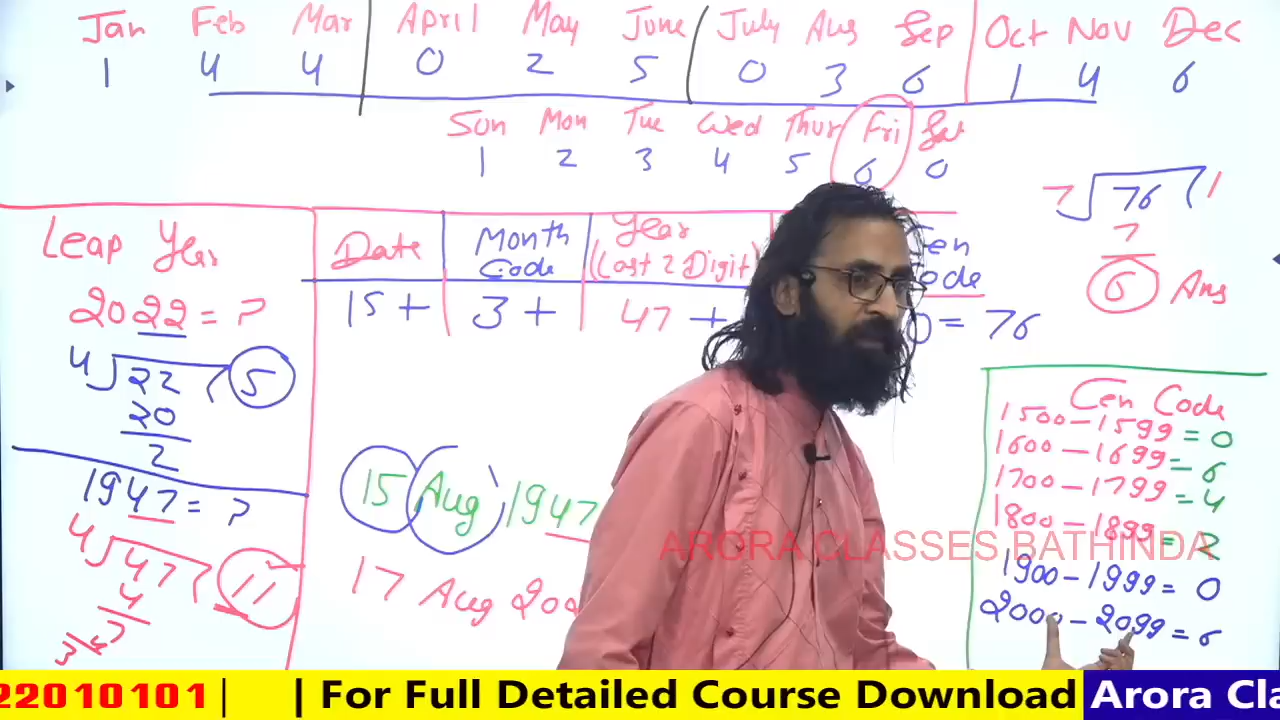 Jan Feb Mar April May June July Aug Sep Oct Nov Dec
1 4 4 0 2 5 0 3 6 1 4 6
Sun Mon Tue Wed Thur Fri Sat
1 2 3 4 5 6 0
7 76 1
7
6 Ans
Leap Year
2022 = ?
4 22 5
20
2
1947 = ?
4 47 11
4
7
3
Date Month Code Year (Last 2 Digit)
15 + 3 + 47 + 0 = 76
15 Aug 1947
17 Aug
Cen Code
1500 - 1599 = 0
1600 - 1699 = 6
1700 - 1799 = 4
1800 - 1899 = 2
1900 - 1999 = 0
2000 - 2099 = 6
ARORA CLASSES BATHINDA
22010101 | | For Full Detailed Course Download Arora Cla